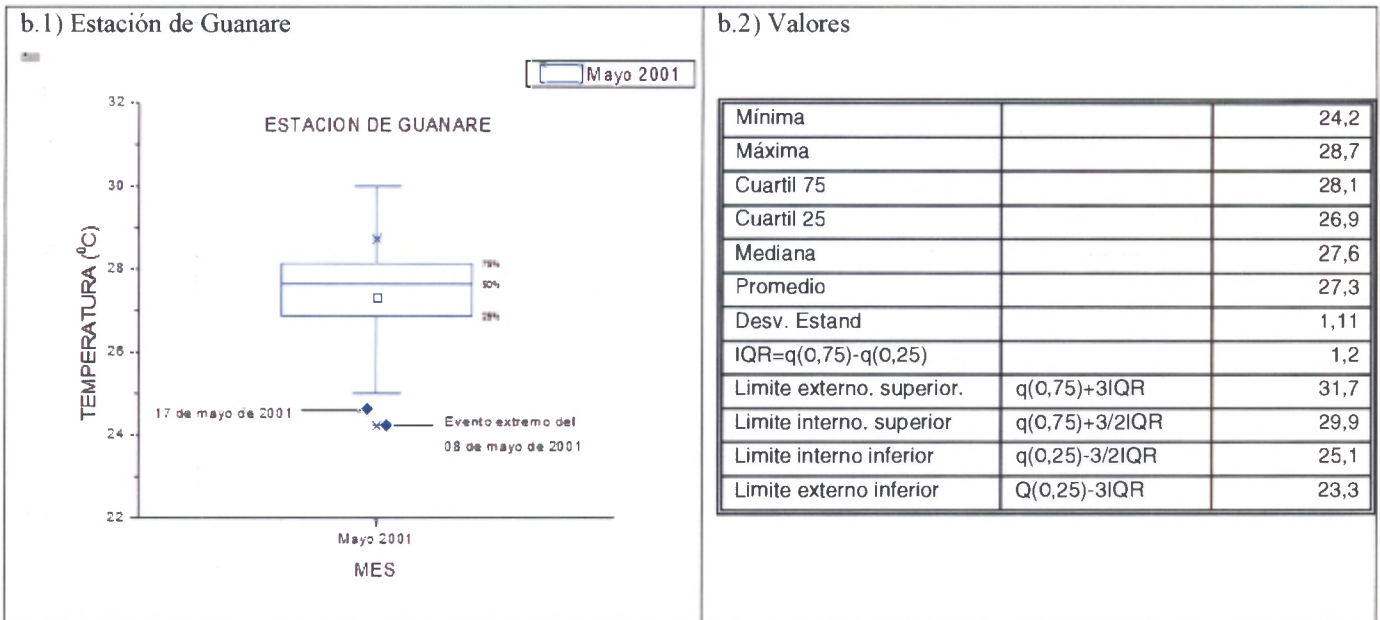 b.1) Estación de Guanare
Mayo 2001
ESTACION DE GUANARE
32
30
28
26
24
22
TEMPERATURA (⁰C)
75%
50%
25%
17 de mayo de 2001
Evento extremo del
08 de mayo de 2001
Mayo 2001
MES
b.2) Valores
Mínima 24,2
Máxima 28,7
Cuartil 75 28,1
Cuartil 25 26,9
Mediana 27,6
Promedio 27,3
Desv. Estand 1,11
IQR=q(0,75)-q(0,25) 1,2
Limite externo. superior. q(0,75)+3IQR 31,7
Limite interno. superior q(0,75)+3/2IQR 29,9
Limite interno inferior q(0,25)-3/2IQR 25,1
Limite externo inferior Q(0,25)-3IQR 23,3